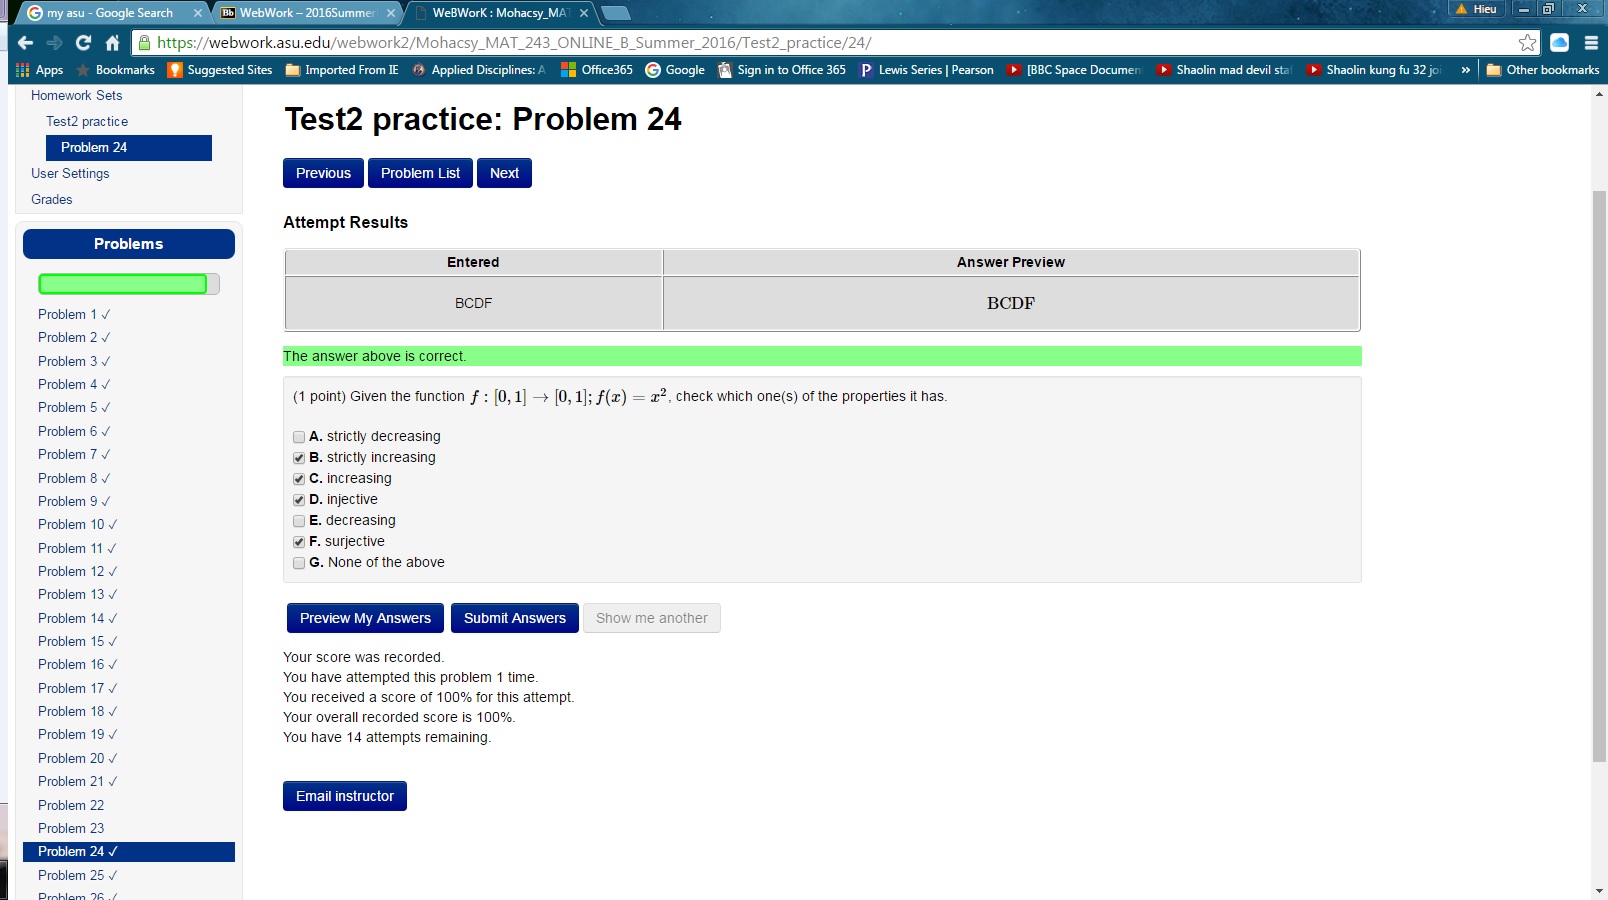 my asu - Google Search
Bb WebWork – 2016Summer
WeBWorK : Mohacsy_MAT
Hieu
https://webwork.asu.edu/webwork2/Mohacsy_MAT_243_ONLINE_B_Summer_2016/Test2_practice/24/
Apps Bookmarks Suggested Sites Imported From IE Applied Disciplines: A Office365 Google Sign in to Office 365 Lewis Series | Pearson [BBC Space Documen Shaolin mad devil sta Shaolin kung fu 32 joi » Other bookmarks
Homework Sets
Test2 practice
Problem 24
User Settings
Grades
Problems
Problem 1 ✓
Problem 2 ✓
Problem 3 ✓
Problem 4 ✓
Problem 5 ✓
Problem 6 ✓
Problem 7 ✓
Problem 8 ✓
Problem 9 ✓
Problem 10 ✓
Problem 11 ✓
Problem 12 ✓
Problem 13 ✓
Problem 14 ✓
Problem 15 ✓
Problem 16 ✓
Problem 17 ✓
Problem 18 ✓
Problem 19 ✓
Problem 20 ✓
Problem 21 ✓
Problem 22
Problem 23
Problem 24 ✓
Problem 25 ✓
Problem 26 ✓
Test2 practice: Problem 24
Previous Problem List Next
Attempt Results
Entered Answer Preview
BCDF BCDF
The answer above is correct.
(1 point) Given the function f : [0, 1] → [0, 1]; f(x) = x², check which one(s) of the properties it has.
A. strictly decreasing
B. strictly increasing
C. increasing
D. injective
E. decreasing
F. surjective
G. None of the above
Preview My Answers Submit Answers Show me another
Your score was recorded.
You have attempted this problem 1 time.
You received a score of 100% for this attempt.
Your overall recorded score is 100%.
You have 14 attempts remaining.
Email instructor